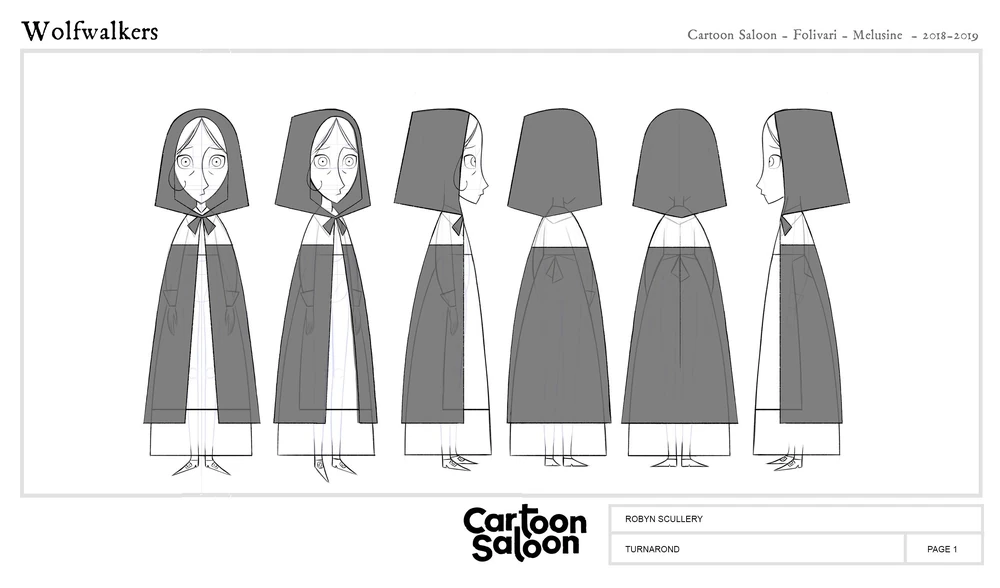 Wolfwalkers
Cartoon Saloon – Folivari – Melusine – 2018–2019
Cartoon
Saloon
ROBYN SCULLERY
TURNAROND
PAGE 1